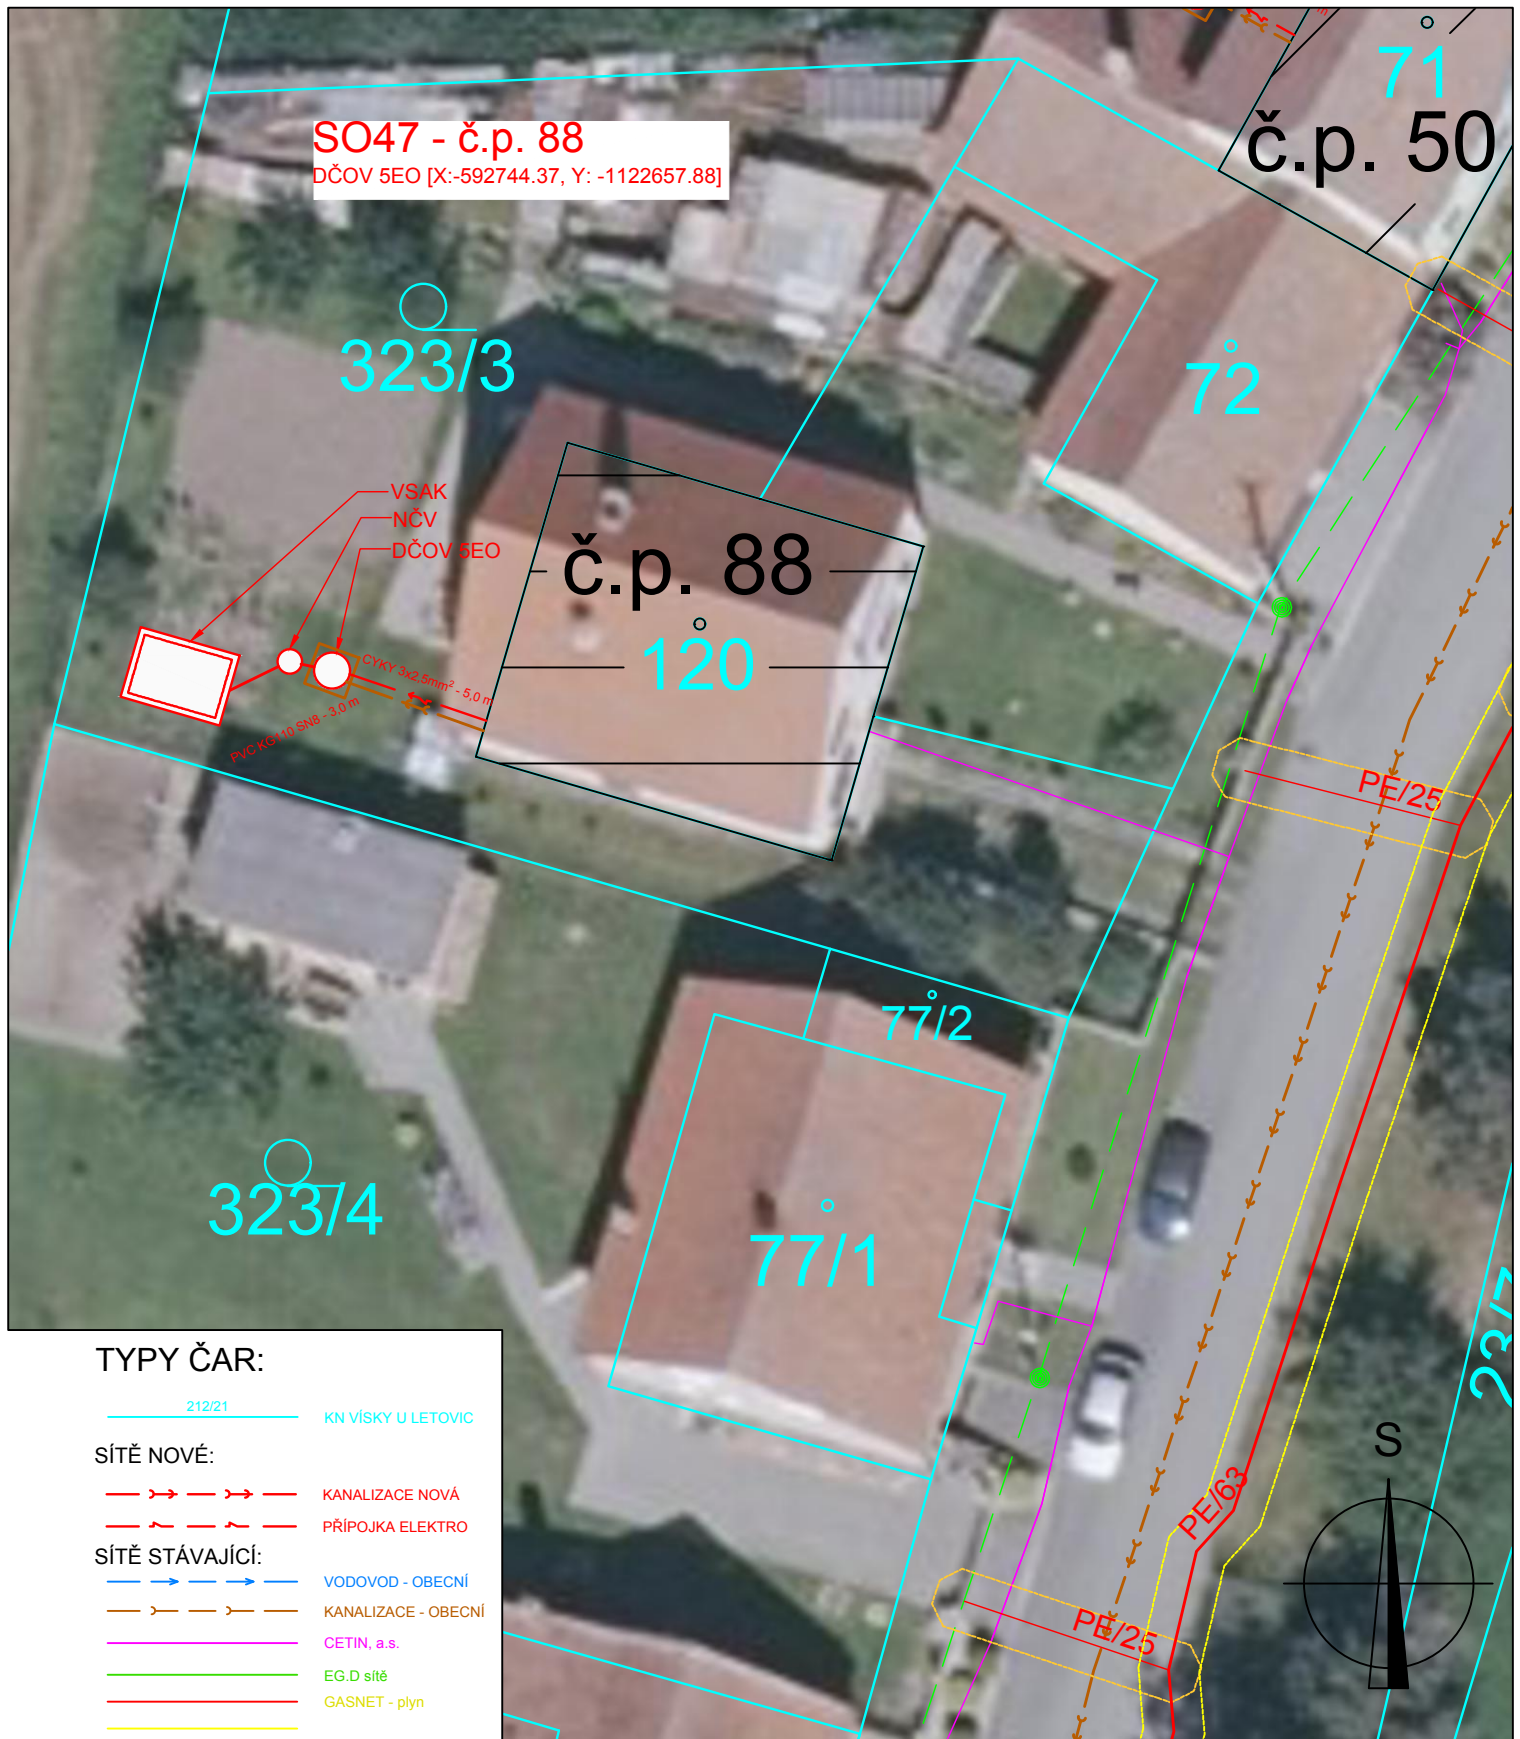 71
č.p. 50
SO47 - č.p. 88
DČOV 5EO [X:-592744.37, Y: -1122657.88]
323/3
72
VSAK
NČV
DČOV 5EO
č.p. 88
120
CYKY 3x2,5mm² - 5,0 m
PVC KG110 SN8 - 3,0 m
PE/25
77/2
323/4
77/1
23/7
PE/63
PE/25
S
TYPY ČAR:
212/21
KN VÍSKY U LETOVIC
SÍTĚ NOVÉ:
KANALIZACE NOVÁ
PŘÍPOJKA ELEKTRO
SÍTĚ STÁVAJÍCÍ:
VODOVOD - OBECNÍ
KANALIZACE - OBECNÍ
CETIN, a.s.
EG.D sítě
GASNET - plyn